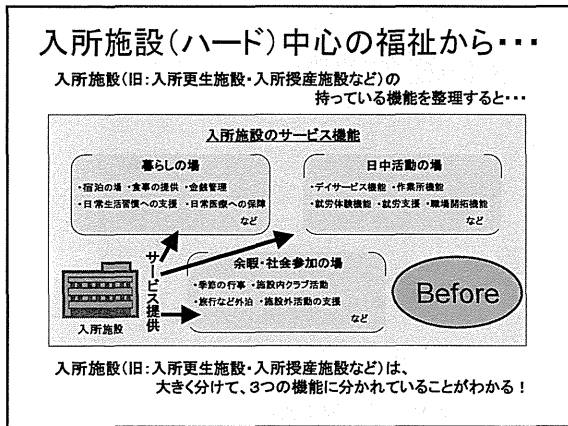 入所施設(ハード)中心の福祉から・・・
入所施設(旧:入所更生施設・入所授産施設など)の
持っている機能を整理すると・・・
入所施設のサービス機能
暮らしの場
・宿泊の場 ・食事の提供 ・金銭管理
・日常生活習慣への支援 ・日常医療への保障
など
日中活動の場
・デイサービス機能 ・作業所機能
・就労体験機能 ・就労支援 ・職場開拓機能
など
サービス提供
余暇・社会参加の場
・季節の行事 ・施設内クラブ活動
・旅行など外泊 ・施設外活動の支援
など
入所施設
Before
入所施設(旧:入所更生施設・入所授産施設など)は、
大きく分けて、3つの機能に分かれていることがわかる!